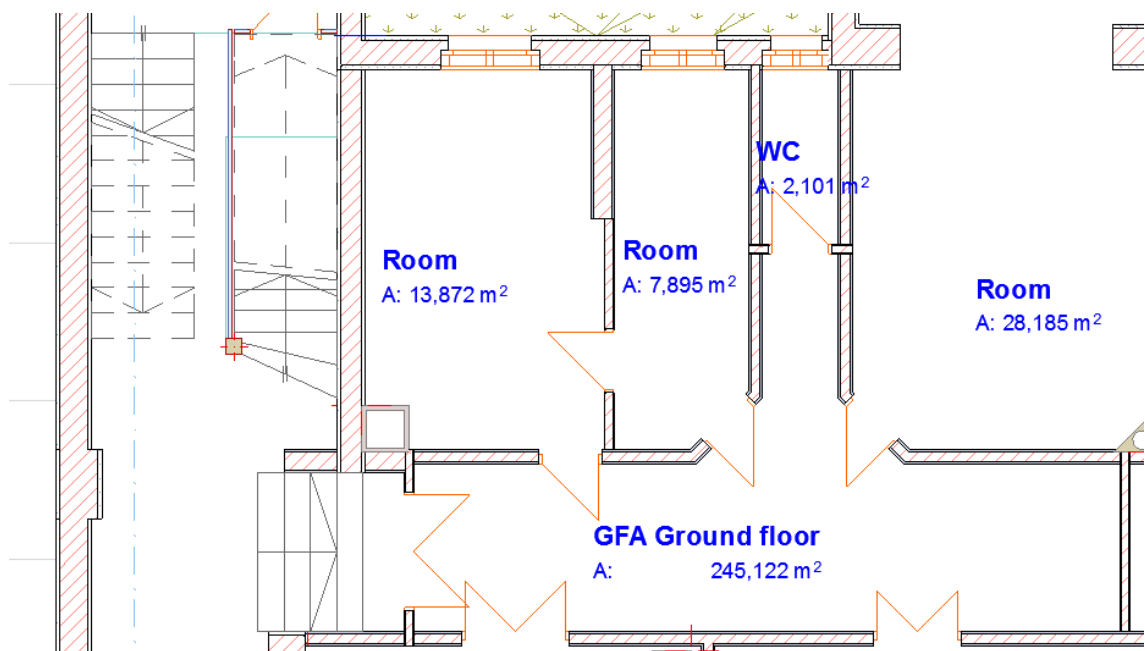 WC
A: 2,101 m²
Room
A: 13,872 m²
Room
A: 7,895 m²
Room
A: 28,185 m²
GFA Ground floor
A: 245,122 m²